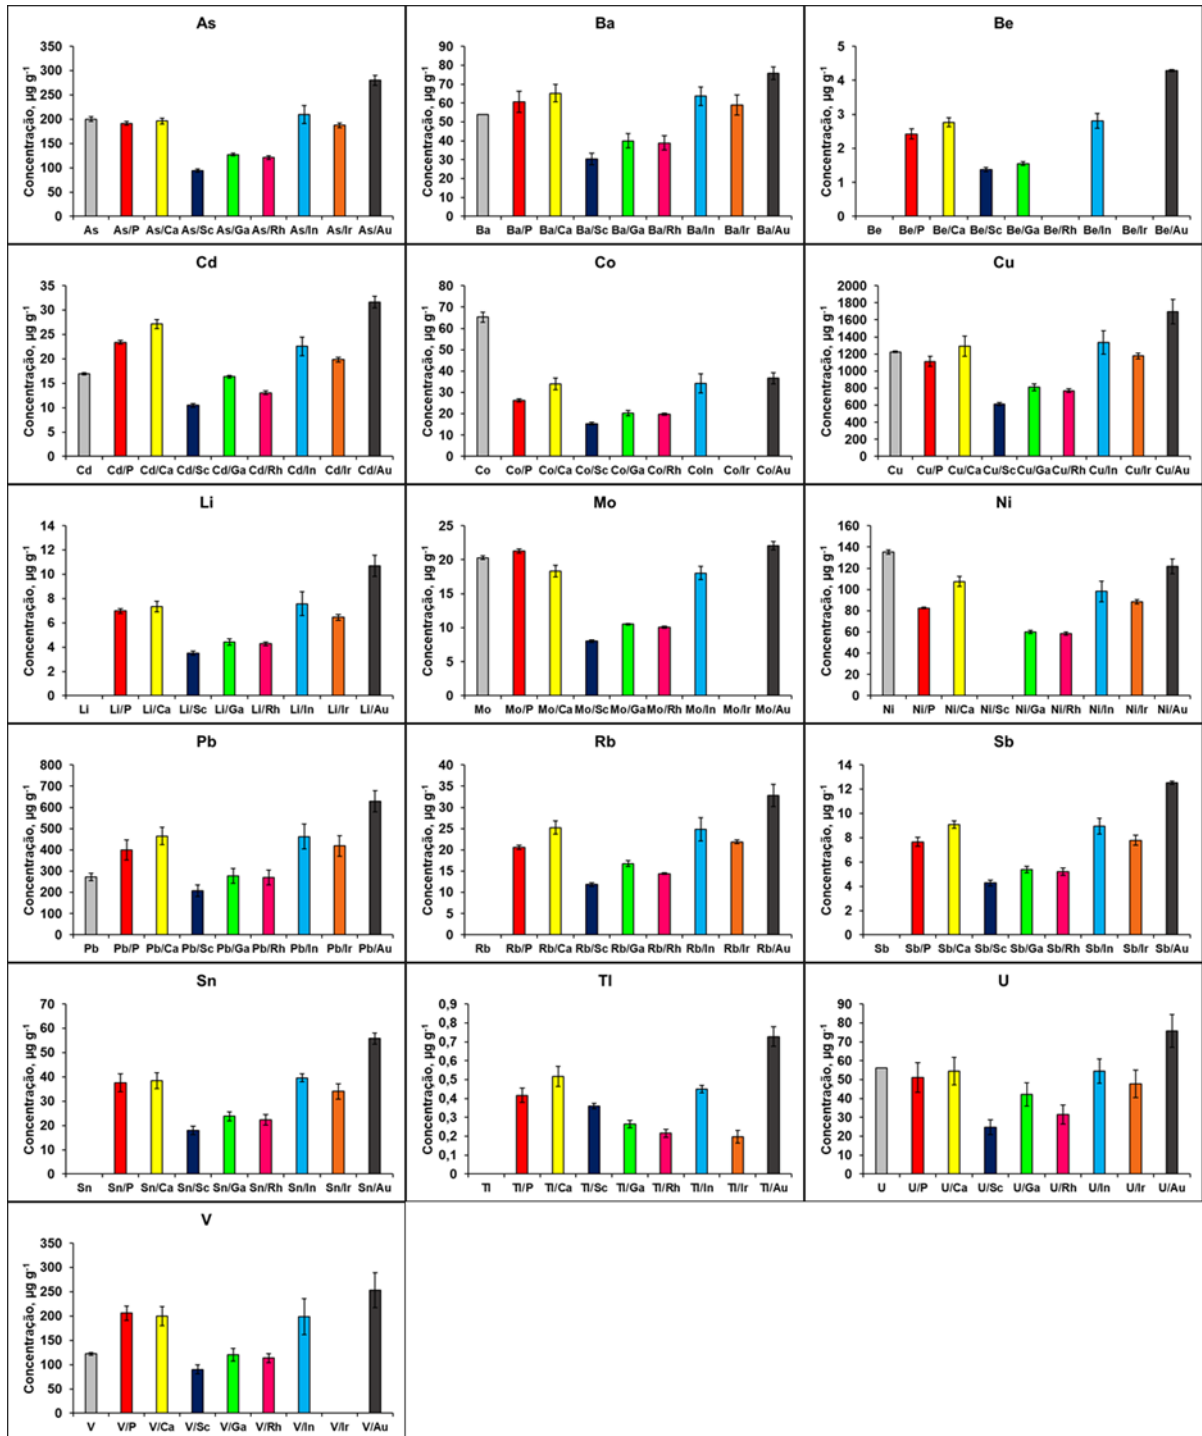 As
Concentração, µg g⁻¹
350
300
250
200
150
100
50
0
As As/P As/Ca As/Sc As/Ga As/Rh As/In As/Ir As/Au
Ba
Concentração, µg g⁻¹
90
80
70
60
50
40
30
20
10
0
Ba Ba/P Ba/Ca Ba/Sc Ba/Ga Ba/Rh Ba/In Ba/Ir Ba/Au
Be
Concentração, µg g⁻¹
5
4
3
2
1
0
Be Be/P Be/Ca Be/Sc Be/Ga Be/Rh Be/In Be/Ir Be/Au
Cd
Concentração, µg g⁻¹
35
30
25
20
15
10
5
0
Cd Cd/P Cd/Ca Cd/Sc Cd/Ga Cd/Rh Cd/In Cd/Ir Cd/Au
Co
Concentração, µg g⁻¹
80
70
60
50
40
30
20
10
0
Co Co/P Co/Ca Co/Sc Co/Ga Co/Rh CoIn Co/Ir Co/Au
Cu
Concentração, µg g⁻¹
2000
1800
1600
1400
1200
1000
800
600
400
200
0
Cu Cu/P Cu/Ca Cu/Sc Cu/Ga Cu/Rh Cu/In Cu/Ir Cu/Au
Li
Concentração, µg g⁻¹
14
12
10
8
6
4
2
0
Li Li/P Li/Ca Li/Sc Li/Ga Li/Rh Li/In Li/Ir Li/Au
Mo
Concentração, µg g⁻¹
25
20
15
10
5
0
Mo Mo/P Mo/Ca Mo/Sc Mo/Ga Mo/Rh Mo/In Mo/Ir Mo/Au
Ni
Concentração, µg g⁻¹
160
140
120
100
80
60
40
20
0
Ni Ni/P Ni/Ca Ni/Sc Ni/Ga Ni/Rh Ni/In Ni/Ir Ni/Au
Pb
Concentração, µg g⁻¹
800
700
600
500
400
300
200
100
0
Pb Pb/P Pb/Ca Pb/Sc Pb/Ga Pb/Rh Pb/In Pb/Ir Pb/Au
Rb
Concentração, µg g⁻¹
40
35
30
25
20
15
10
5
0
Rb Rb/P Rb/Ca Rb/Sc Rb/Ga Rb/Rh Rb/In Rb/Ir Rb/Au
Sb
Concentração, µg g⁻¹
14
12
10
8
6
4
2
0
Sb Sb/P Sb/Ca Sb/Sc Sb/Ga Sb/Rh Sb/In Sb/Ir Sb/Au
Sn
Concentração, µg g⁻¹
70
60
50
40
30
20
10
0
Sn Sn/P Sn/Ca Sn/Sc Sn/Ga Sn/Rh Sn/In Sn/Ir Sn/Au
Tl
Concentração, µg g⁻¹
0,9
0,8
0,7
0,6
0,5
0,4
0,3
0,2
0,1
0
Tl Tl/P Tl/Ca Tl/Sc Tl/Ga Tl/Rh Tl/In Tl/Ir Tl/Au
U
Concentração, µg g⁻¹
90
80
70
60
50
40
30
20
10
0
U U/P U/Ca U/Sc U/Ga U/Rh U/In U/Ir U/Au
V
Concentração, µg g⁻¹
350
300
250
200
150
100
50
0
V V/P V/Ca V/Sc V/Ga V/Rh V/In V/Ir V/Au